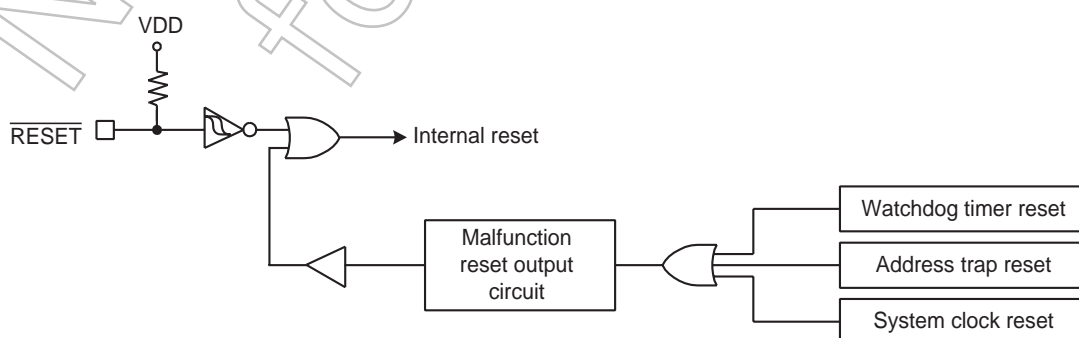 VDD
RESET
Internal reset
Watchdog timer reset
Malfunction
reset output
circuit
Address trap reset
System clock reset